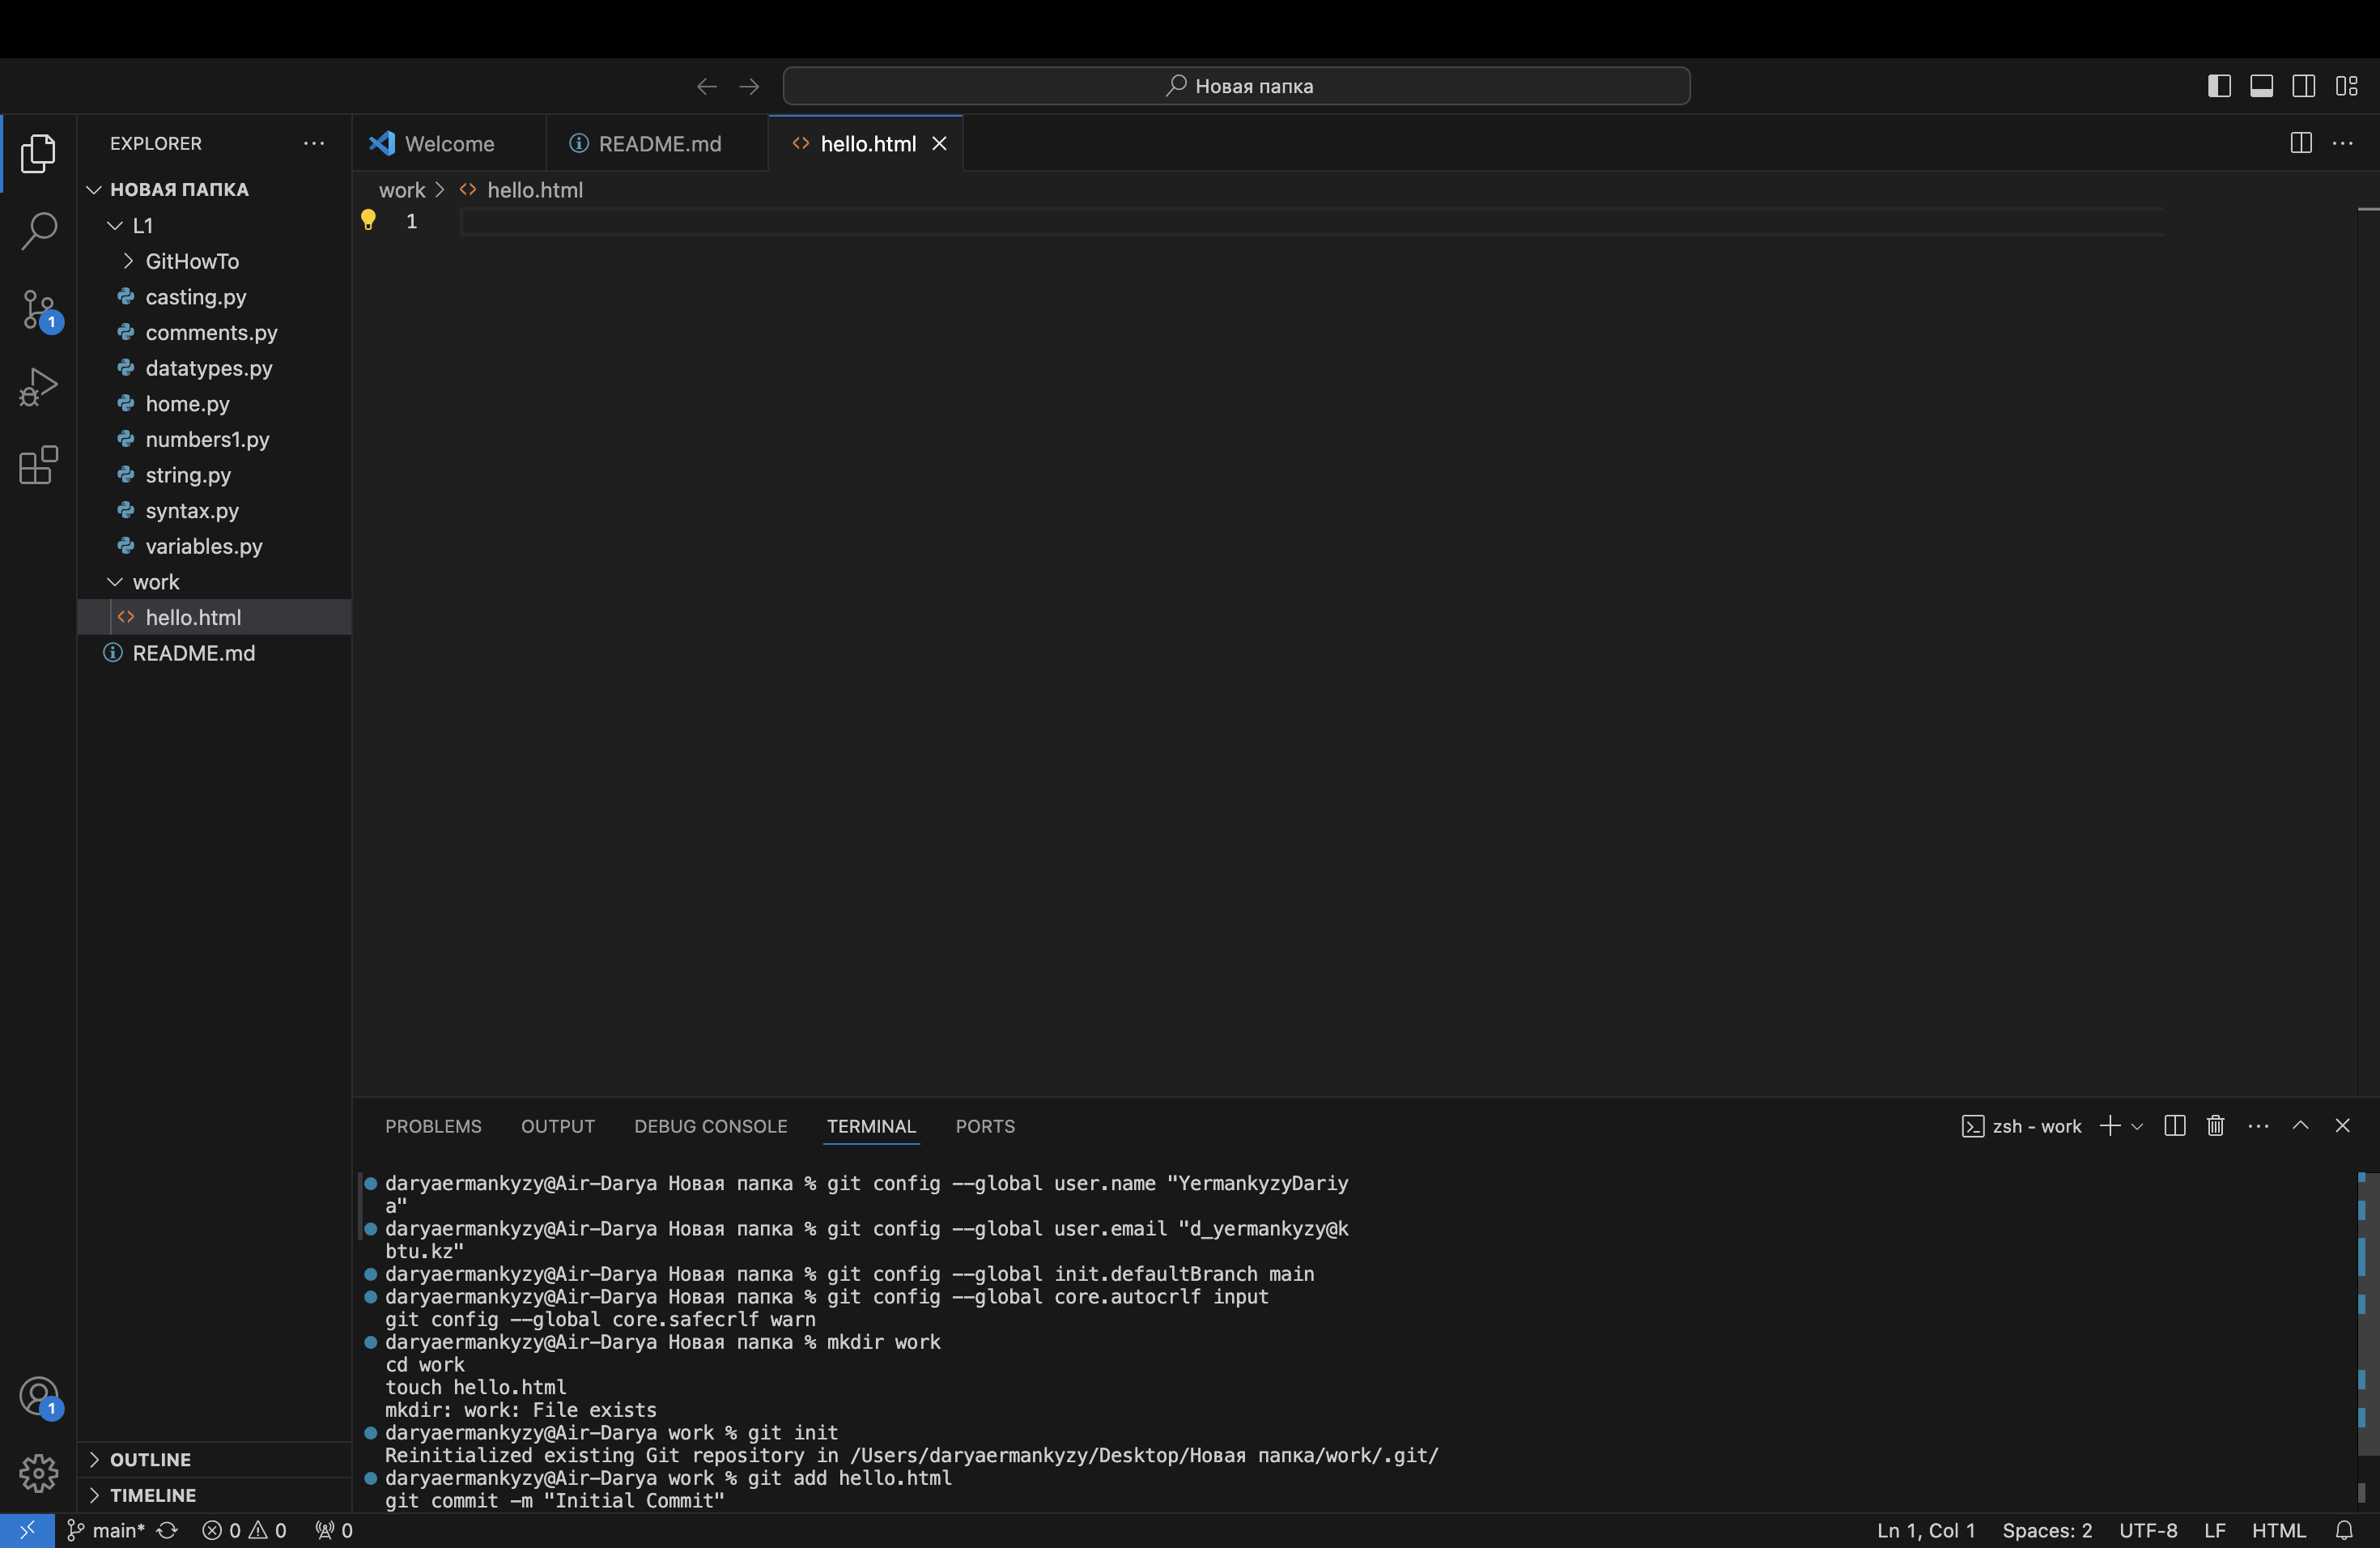 Новая папка
EXPLORER
Welcome
README.md
hello.html
НОВАЯ ПАПКА
work > hello.html
1
L1
GitHowTo
casting.py
comments.py
datatypes.py
home.py
numbers1.py
string.py
syntax.py
variables.py
work
hello.html
README.md
1
1
OUTLINE
TIMELINE
PROBLEMS OUTPUT DEBUG CONSOLE TERMINAL PORTS
zsh - work
daryaermankyzy@Air-Darya Новая папка % git config --global user.name "YermankyzyDariy
a"
daryaermankyzy@Air-Darya Новая папка % git config --global user.email "d_yermankyzy@k
btu.kz"
daryaermankyzy@Air-Darya Новая папка % git config --global init.defaultBranch main
daryaermankyzy@Air-Darya Новая папка % git config --global core.autocrlf input
git config --global core.safecrlf warn
daryaermankyzy@Air-Darya Новая папка % mkdir work
cd work
touch hello.html
mkdir: work: File exists
daryaermankyzy@Air-Darya work % git init
Reinitialized existing Git repository in /Users/daryaermankyzy/Desktop/Новая папка/work/.git/
daryaermankyzy@Air-Darya work % git add hello.html
git commit -m "Initial Commit"
main* 0 0 0
Ln 1, Col 1 Spaces: 2 UTF-8 LF HTML